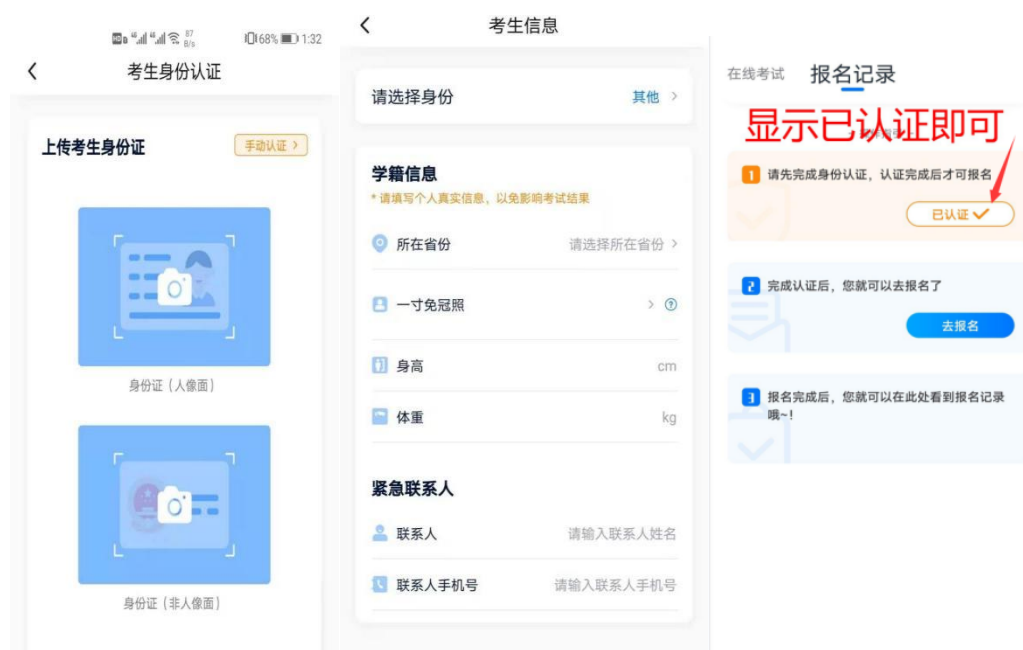 87
B/s
68%
1:32
考生身份认证
上传考生身份证
手动认证
身份证（人像面）
身份证（非人像面）
考生信息
请选择身份
其他
学籍信息
*请填写个人真实信息，以免影响考试结果
所在省份
请选择所在省份
一寸免冠照
?
身高
cm
体重
kg
紧急联系人
联系人
请输入联系人姓名
联系人手机号
请输入联系人手机号
在线考试 报名记录
显示已认证即可
1 请先完成身份认证，认证完成后才可报名
已认证
2 完成认证后，您就可以去报名了
去报名
3 报名完成后，您就可以在此处看到报名记录
哦~!